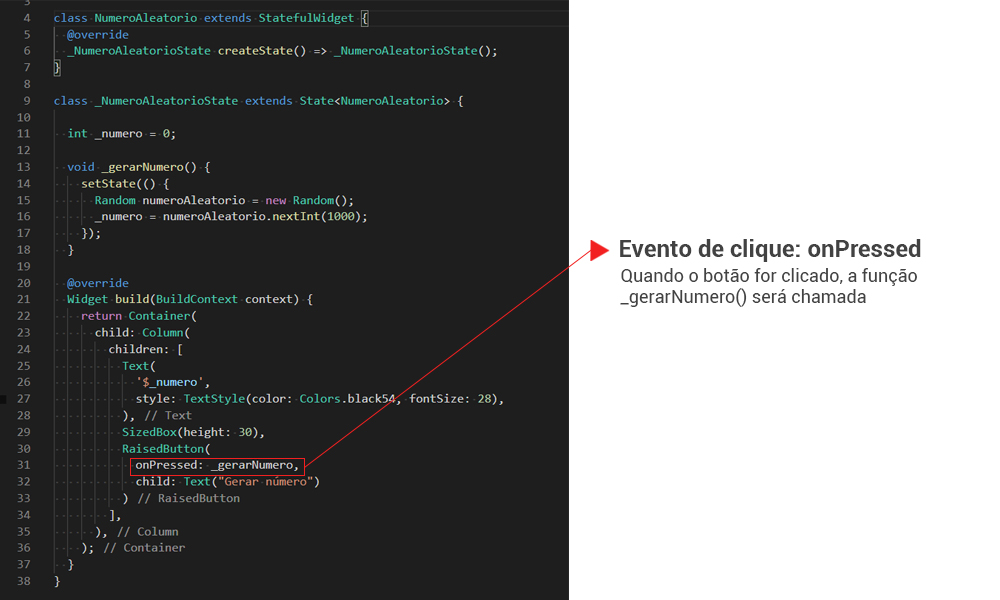 3
4 class NumeroAleatorio extends StatefulWidget {
5 @override
6 _NumeroAleatorioState createState() => _NumeroAleatorioState();
7 }
8
9 class _NumeroAleatorioState extends State<NumeroAleatorio> {
10
11 int _numero = 0;
12
13 void _gerarNumero() {
14 setState(() {
15 Random numeroAleatorio = new Random();
16 _numero = numeroAleatorio.nextInt(1000);
17 });
18 }
19
20 @override
21 Widget build(BuildContext context) {
22 return Container(
23 child: Column(
24 children: [
25 Text(
26 '$_numero',
27 style: TextStyle(color: Colors.black54, fontSize: 28),
28 ), // Text
29 SizedBox(height: 30),
30 RaisedButton(
31 onPressed: _gerarNumero,
32 child: Text("Gerar número")
33 ) // RaisedButton
34 ],
35 ), // Column
36 ); // Container
37 }
38 }
Evento de clique: onPressed
Quando o botão for clicado, a função
_gerarNumero() será chamada